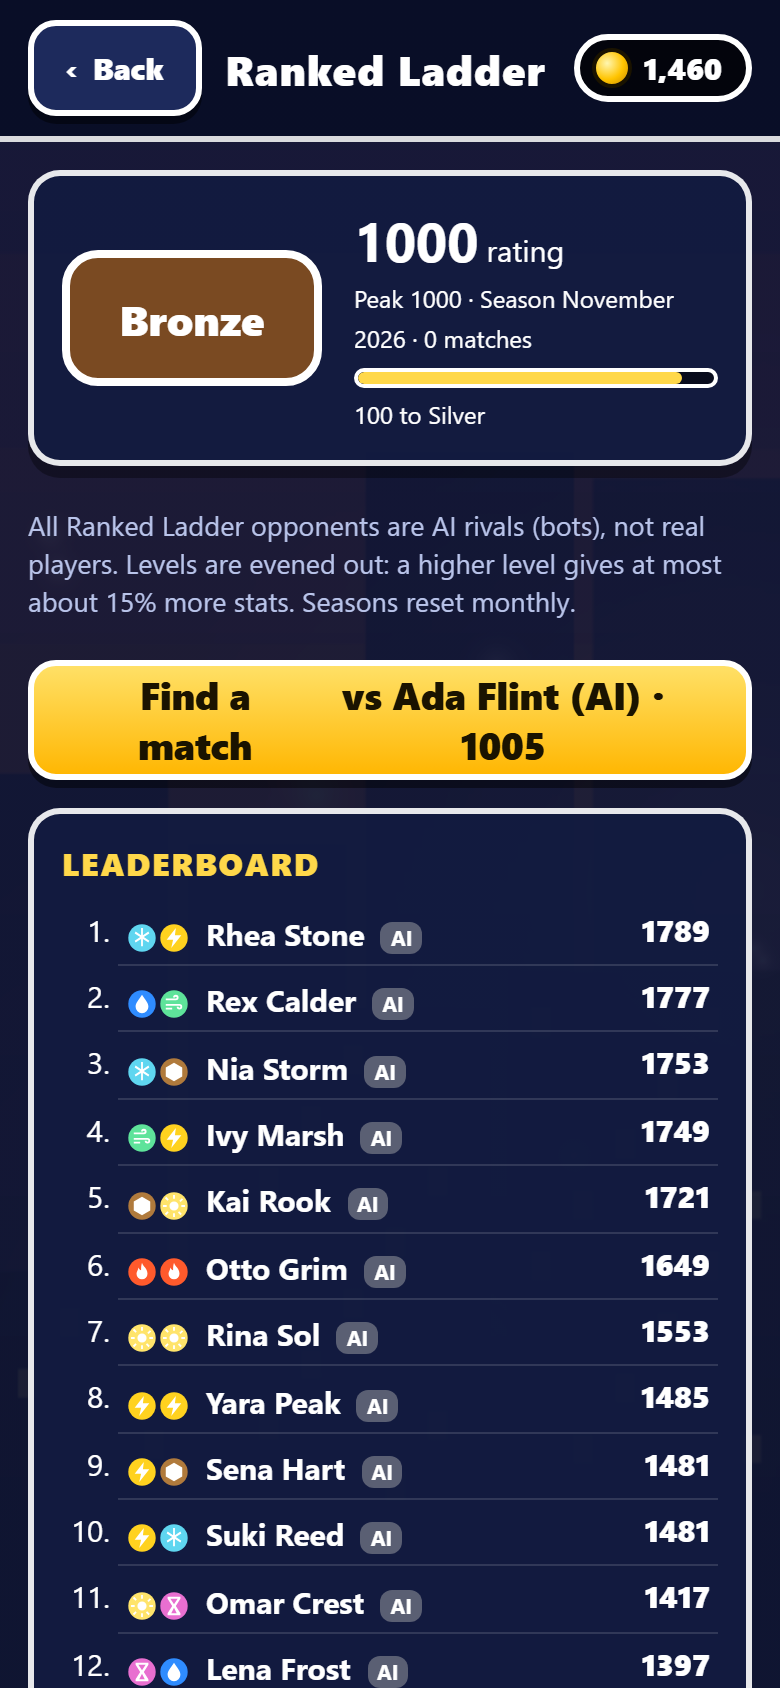 ‹ Back
Ranked Ladder
1,460
Bronze
1000 rating
Peak 1000 · Season November
2026 · 0 matches
100 to Silver
All Ranked Ladder opponents are AI rivals (bots), not real
players. Levels are evened out: a higher level gives at most
about 15% more stats. Seasons reset monthly.
Find a
match
vs Ada Flint (AI) ·
1005
LEADERBOARD
1. Rhea Stone AI 1789
2. Rex Calder AI 1777
3. Nia Storm AI 1753
4. Ivy Marsh AI 1749
5. Kai Rook AI 1721
6. Otto Grim AI 1649
7. Rina Sol AI 1553
8. Yara Peak AI 1485
9. Sena Hart AI 1481
10. Suki Reed AI 1481
11. Omar Crest AI 1417
12. Lena Frost AI 1397